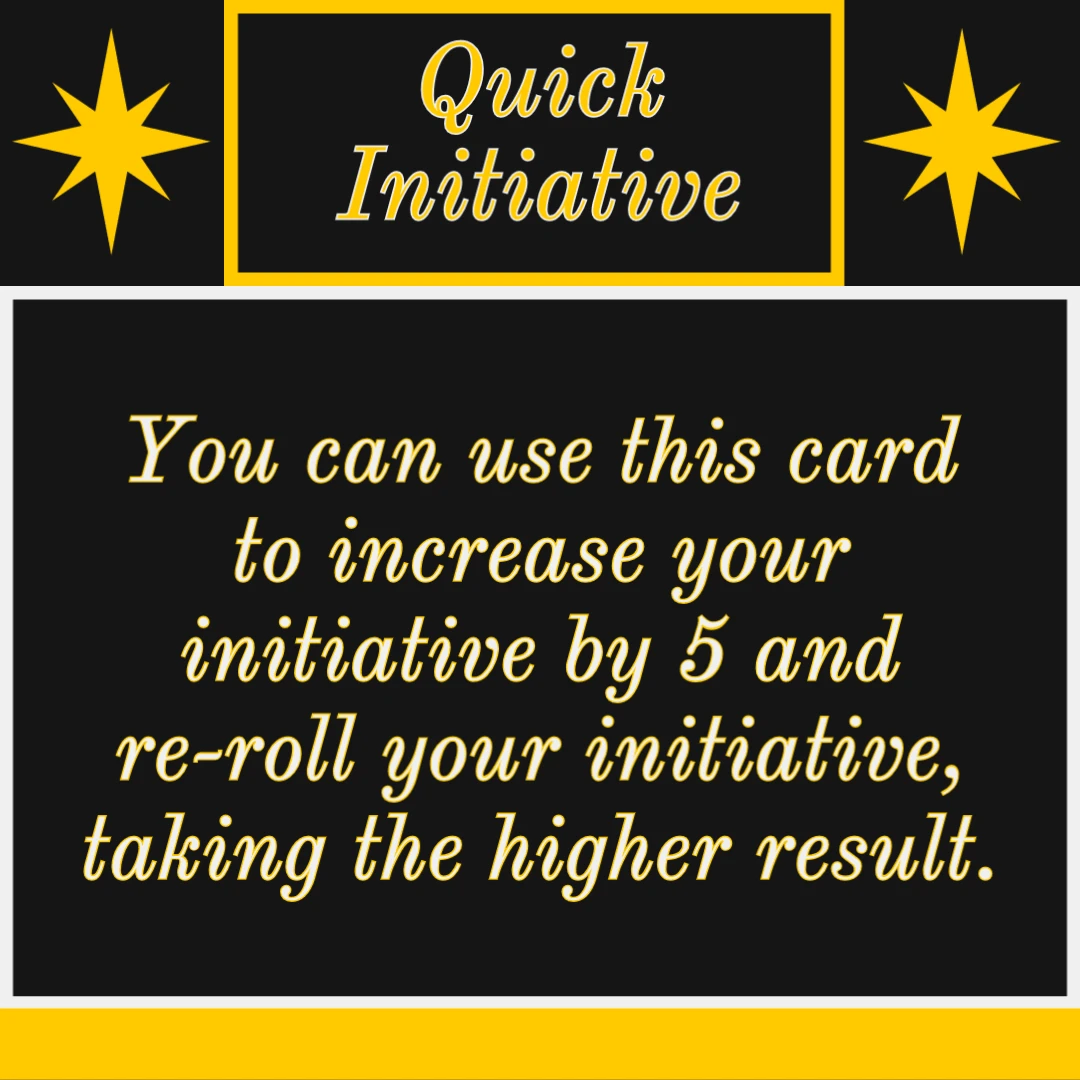 Quick
Initiative
You can use this card
to increase your
initiative by 5 and
re-roll your initiative,
taking the higher result.